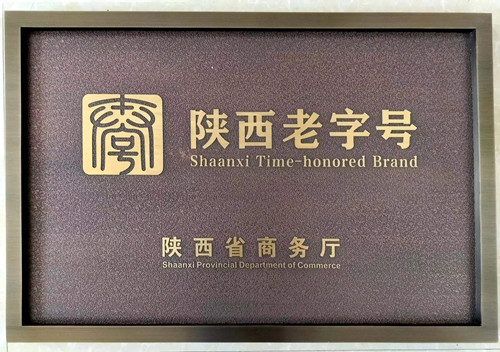 陕西老字号
Shaanxi Time-honored Brand
陕西省商务厅
Shaanxi Provincial Department of Commerce